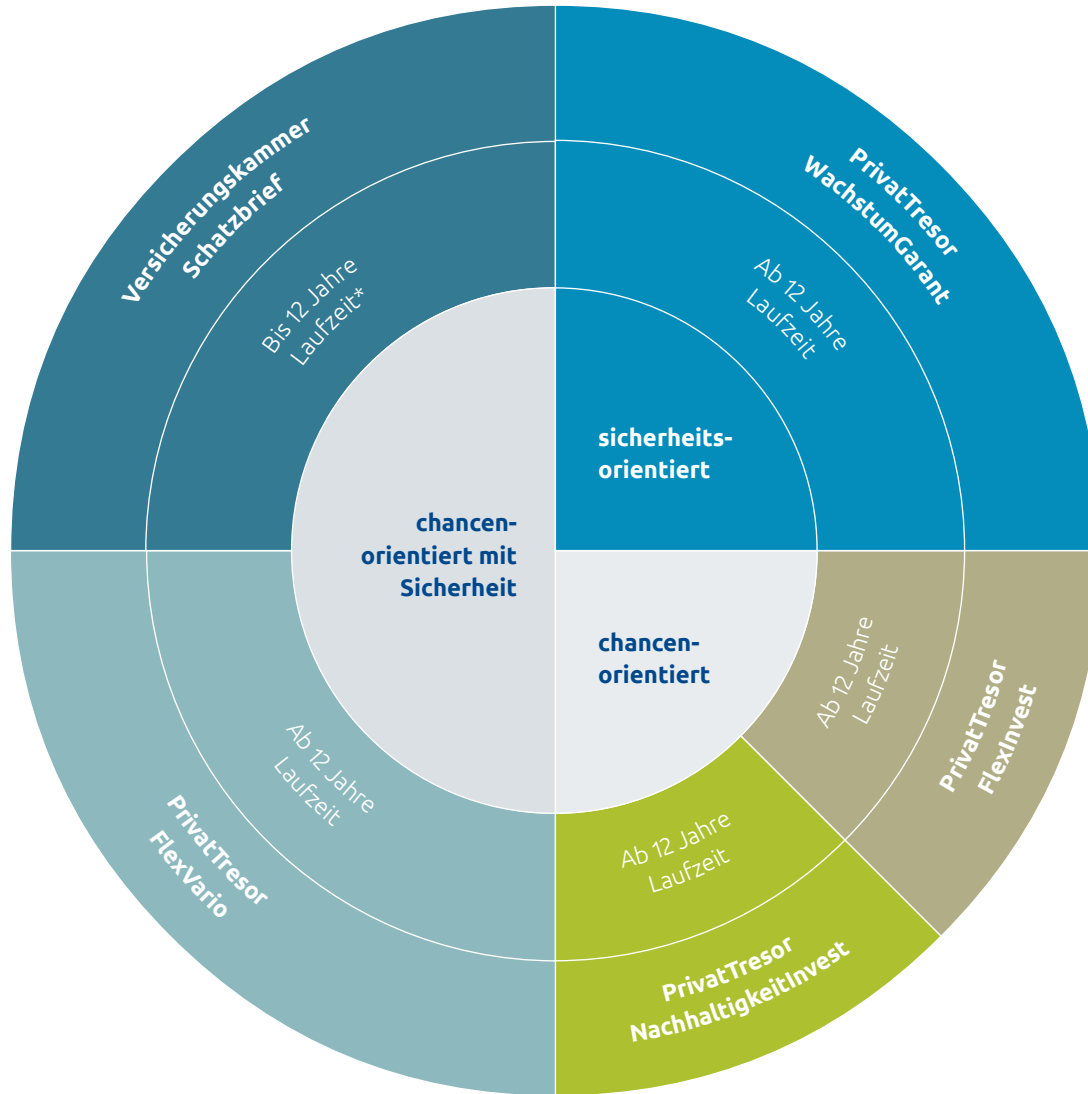 Versicherungskammer
Schatzbrief
Bis 12 Jahre
Laufzeit*
PrivatTresor
WachstumGarant
Ab 12 Jahre
Laufzeit
sicherheits-
orientiert
chancen-
orientiert mit
Sicherheit
chancen-
orientiert
Ab 12 Jahre
Laufzeit
PrivatTresor
FlexInvest
Ab 12 Jahre
Laufzeit
PrivatTresor
FlexVario
Ab 12 Jahre
Laufzeit
PrivatTresor
NachhaltigkeitInvest